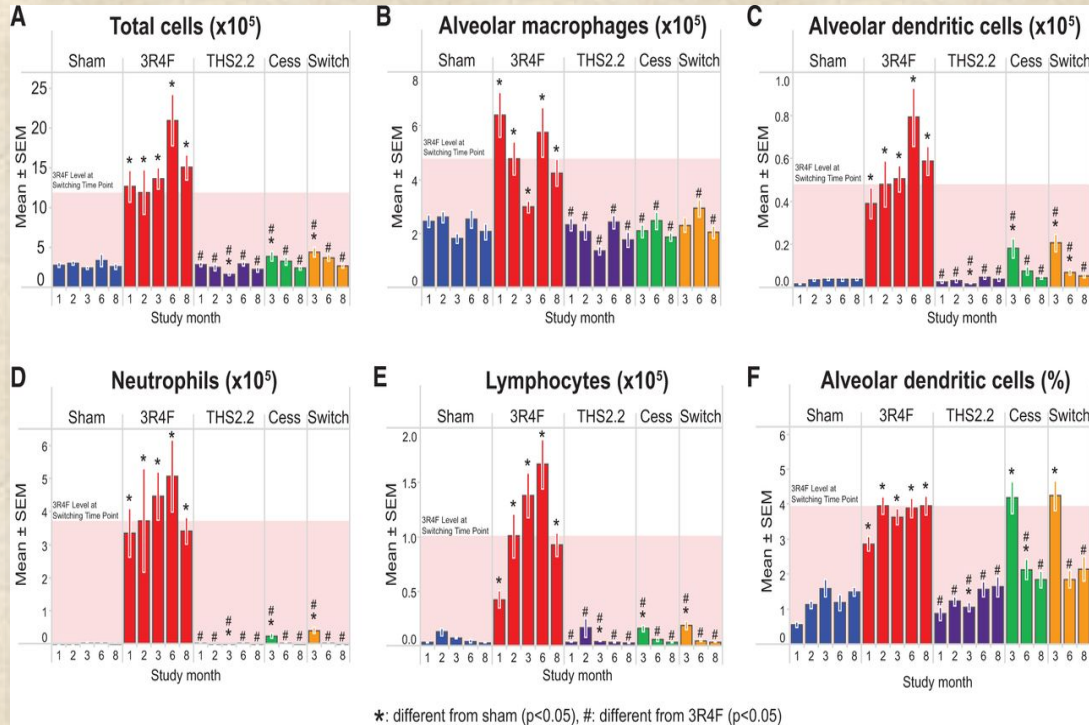 A Total cells (x10⁵)
Sham 3R4F THS2.2 Cess Switch
Mean ± SEM
25
20
15
10
5
0
3R4F Level at
Switching Time Point
* * * * *
# # # * # # # * # # # * # #
1 2 3 6 8 1 2 3 6 8 1 2 3 6 8 3 6 8 3 6 8
Study month
B Alveolar macrophages (x10⁵)
Sham 3R4F THS2.2 Cess Switch
Mean ± SEM
8
6
4
2
0
3R4F Level at
Switching Time Point
* * * * *
# # # # # # # # # #
1 2 3 6 8 1 2 3 6 8 1 2 3 6 8 3 6 8 3 6 8
Study month
C Alveolar dendritic cells (x10⁵)
Sham 3R4F THS2.2 Cess Switch
Mean ± SEM
1.0
0.8
0.6
0.4
0.2
0.0
3R4F Level at
Switching Time Point
* * * * *
# # # * # # # * # # # * # * #
1 2 3 6 8 1 2 3 6 8 1 2 3 6 8 3 6 8 3 6 8
Study month
D Neutrophils (x10⁵)
Sham 3R4F THS2.2 Cess Switch
Mean ± SEM
6
5
4
3
2
1
0
3R4F Level at
Switching Time Point
* * * * *
# # # * # # # * # # # * # #
1 2 3 6 8 1 2 3 6 8 1 2 3 6 8 3 6 8 3 6 8
Study month
E Lymphocytes (x10⁵)
Sham 3R4F THS2.2 Cess Switch
Mean ± SEM
2.0
1.5
1.0
0.5
0.0
3R4F Level at
Switching Time Point
* * * * *
# # # * # # # * # # # * # #
1 2 3 6 8 1 2 3 6 8 1 2 3 6 8 3 6 8 3 6 8
Study month
F Alveolar dendritic cells (%)
Sham 3R4F THS2.2 Cess Switch
Mean ± SEM
6
5
4
3
2
1
0
3R4F Level at
Switching Time Point
* * * * *
# # # * # # * # * # * # #
1 2 3 6 8 1 2 3 6 8 1 2 3 6 8 3 6 8 3 6 8
Study month
*: different from sham (p<0.05), #: different from 3R4F (p<0.05)